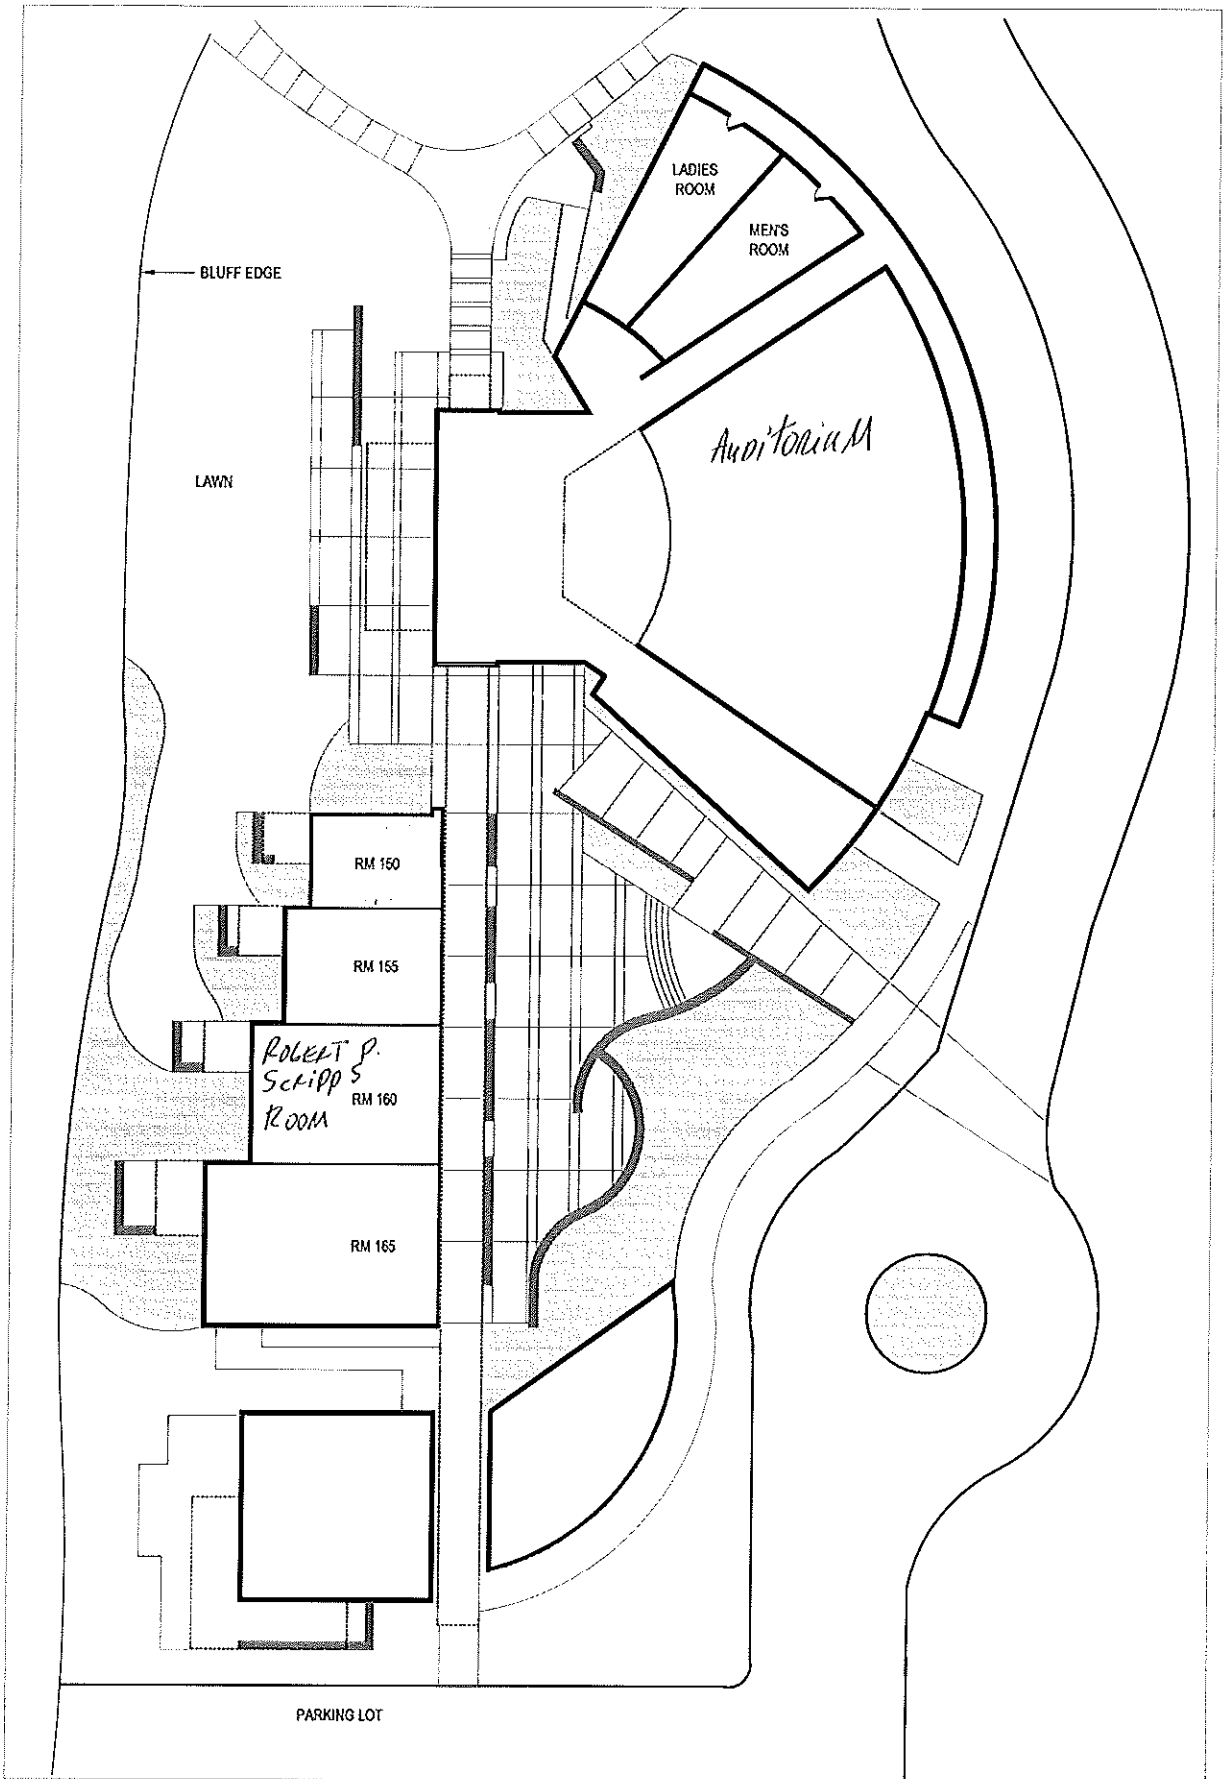 LADIES
ROOM
MEN'S
ROOM
BLUFF EDGE
Auditorium
LAWN
RM 150
RM 155
ROBERT P.
SCRIPPS
ROOM
RM 160
RM 165
PARKING LOT